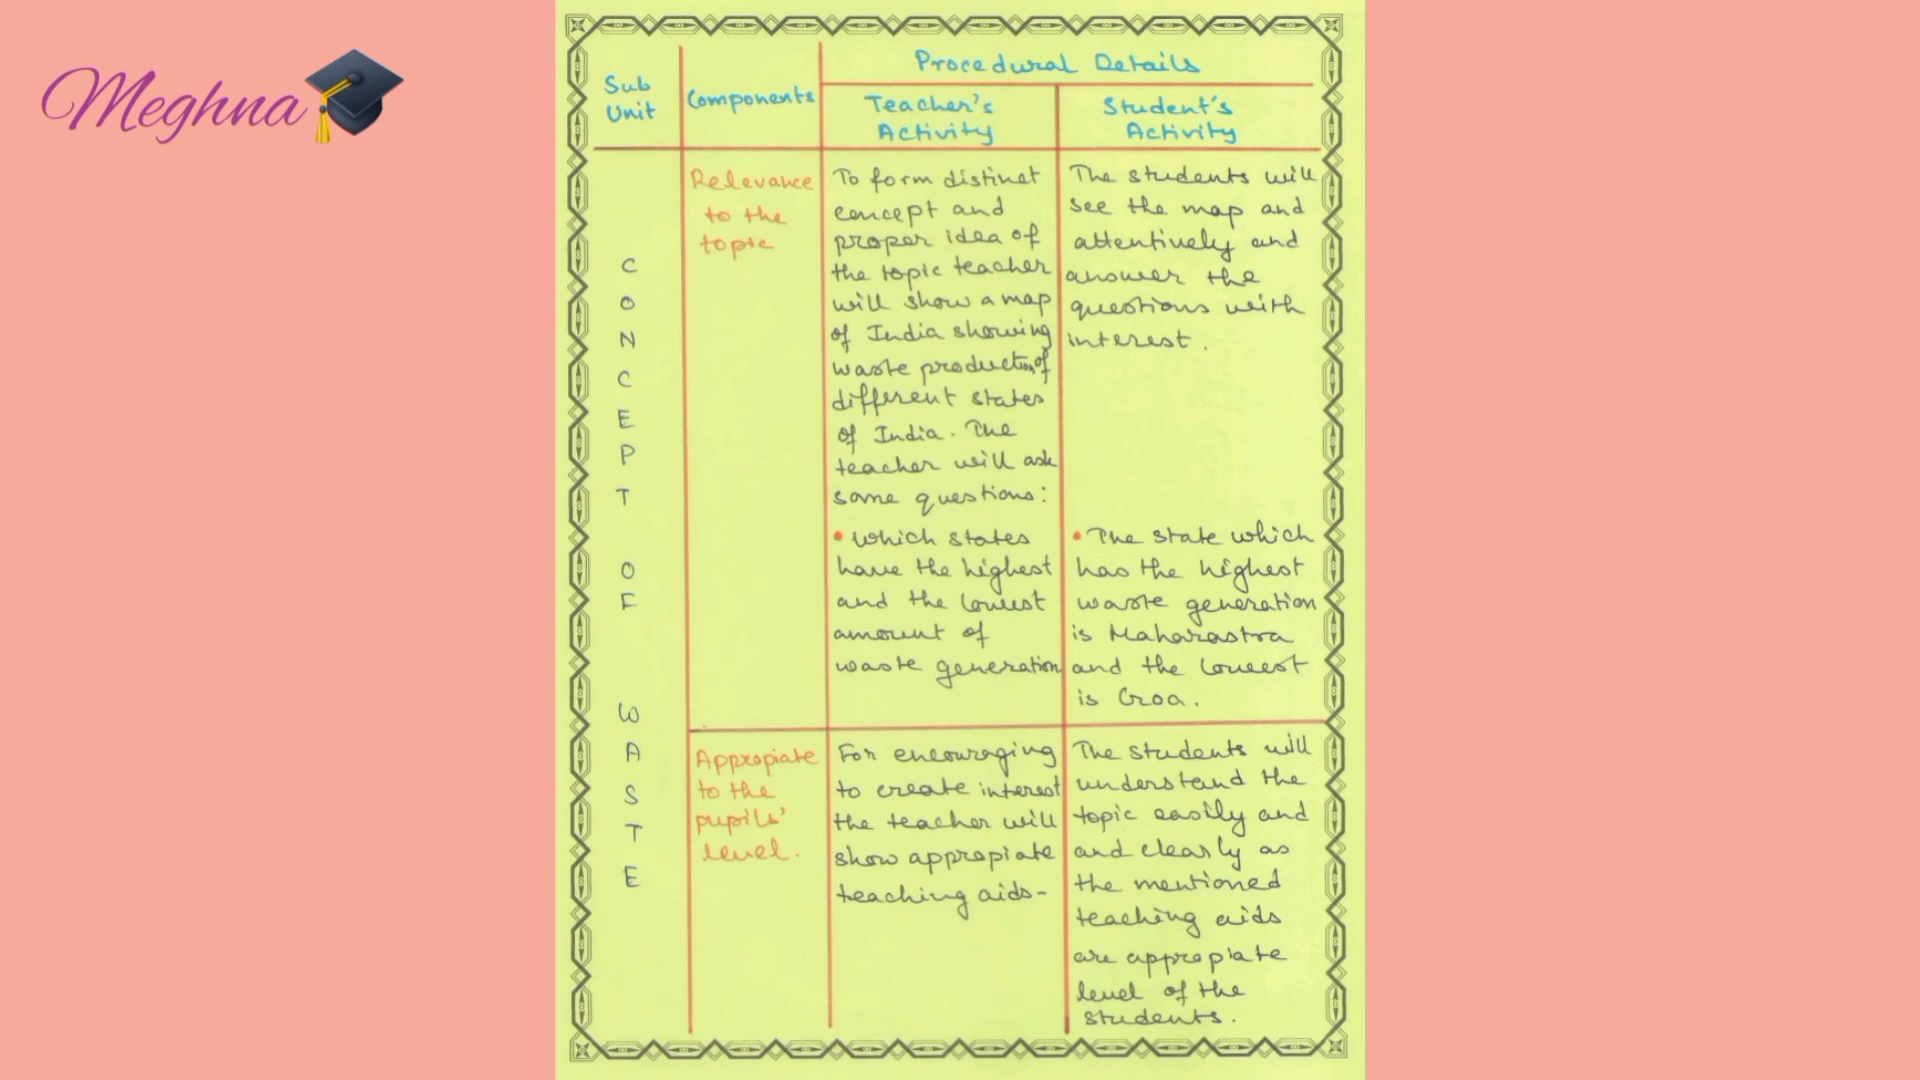 Meghna
Procedural Details
Sub
Unit
Components
Teacher's
Activity
Student's
Activity
C
O
N
C
E
P
T
O
F
W
A
S
T
E
Relevance
to the
topic
To form distinct
concept and
proper idea of
the topic teacher
will show a map
of India showing
waste production of
different states
of India. The
teacher will ask
some questions:
• Which states
have the highest
and the lowest
amount of
waste generation
The students will
see the map and
attentively and
answer the
questions with
interest.
• The state which
has the highest
waste generation
is Maharastra
and the lowest
is Goa.
Appropiate
to the
pupils'
level.
For encouraging
to create interest
the teacher will
show appropiate
teaching aids-
The students will
understand the
topic easily and
and clearly as
the mentioned
teaching aids
are appropiate
level of the
students.